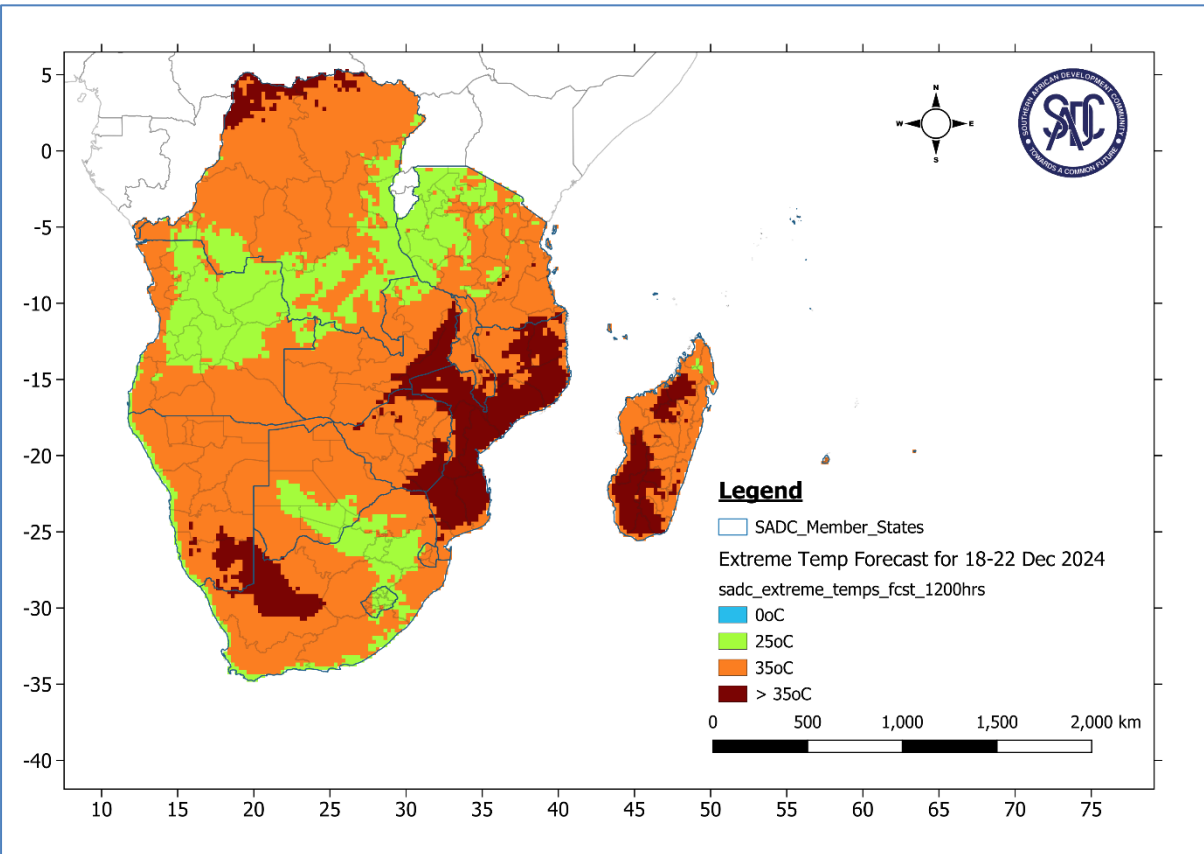 5
0
-5
-10
-15
-20
-25
-30
-35
-40
10 15 20 25 30 35 40 45 50 55 60 65 70 75
N
W E
S
SOUTHERN AFRICAN DEVELOPMENT COMMUNITY
SADC
TOWARDS A COMMON FUTURE
Legend
SADC_Member_States
Extreme Temp Forecast for 18-22 Dec 2024
sadc_extreme_temps_fcst_1200hrs
0oC
25oC
35oC
> 35oC
0 500 1,000 1,500 2,000 km